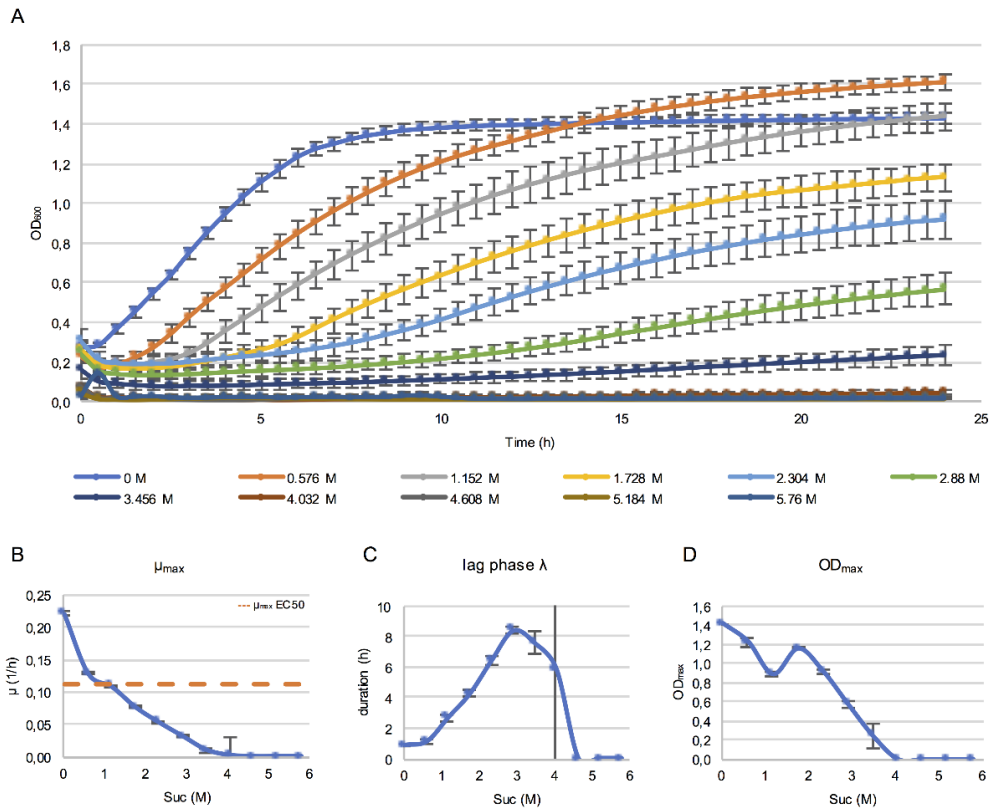 A
1,8
1,6
1,4
1,2
1,0
0,8
0,6
0,4
0,2
0,0
OD600
0 5 10 15 20 25
Time (h)
0 M 0.576 M 1.152 M 1.728 M 2.304 M 2.88 M
3.456 M 4.032 M 4.608 M 5.184 M 5.76 M
B
µmax
0,25
0,20
0,15
0,10
0,05
0,00
µ (1/h)
µmax EC50
0 1 2 3 4 5 6
Suc (M)
C
lag phase λ
10
8
6
4
2
0
duration (h)
0 1 2 3 4 5 6
Suc (M)
D
ODmax
1,6
1,4
1,2
1,0
0,8
0,6
0,4
0,2
0,0
ODmax
0 1 2 3 4 5 6
Suc (M)